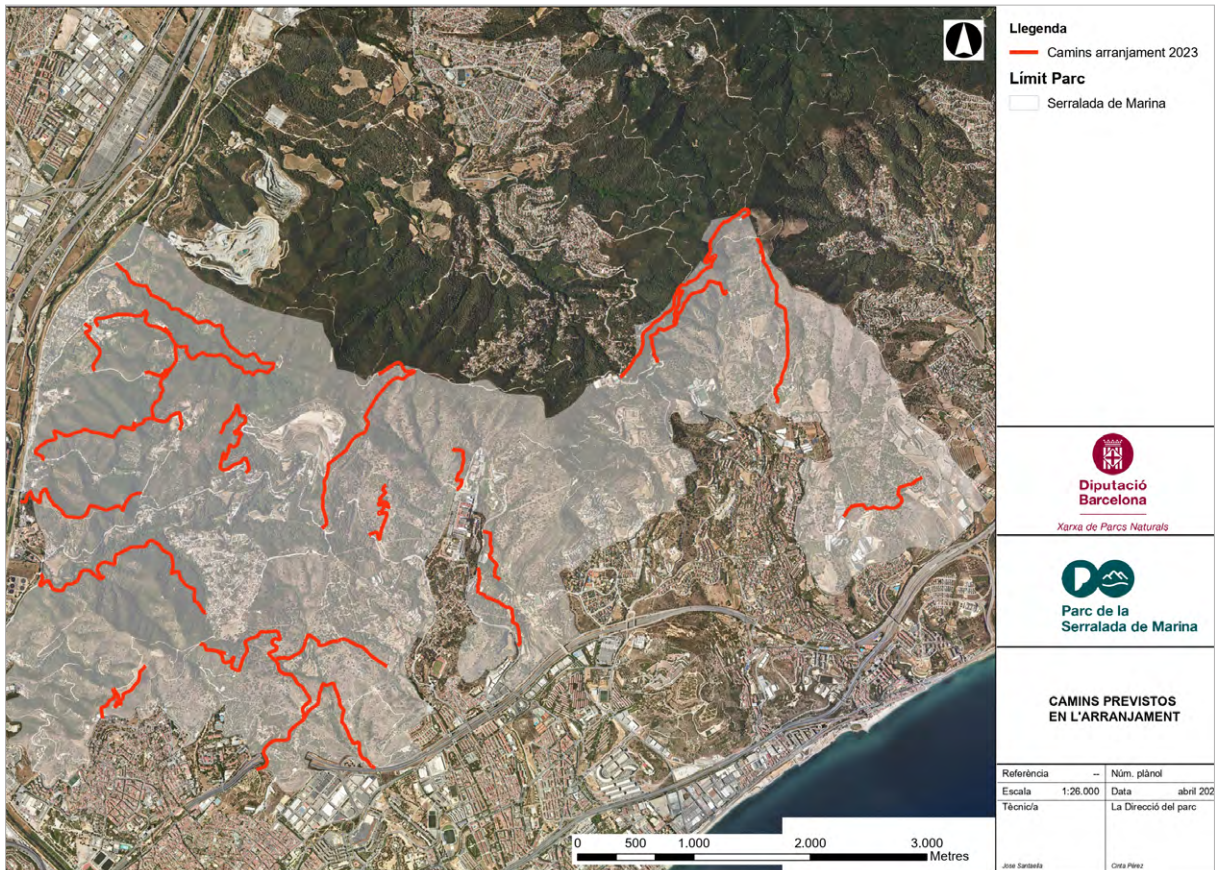 Llegenda
Camins arranjament 2023
Límit Parc
Serralada de Marina
Diputació
Barcelona
Xarxa de Parcs Naturals
Parc de la
Serralada de Marina
CAMINS PREVISTOS
EN L'ARRANJAMENT
Referència -- Núm. plànol
Escala 1:26.000 Data abril 202
Tècnic/a La Direcció del parc
Jose Santaella Cinta Pérez
0 500 1.000 2.000 3.000
Metres